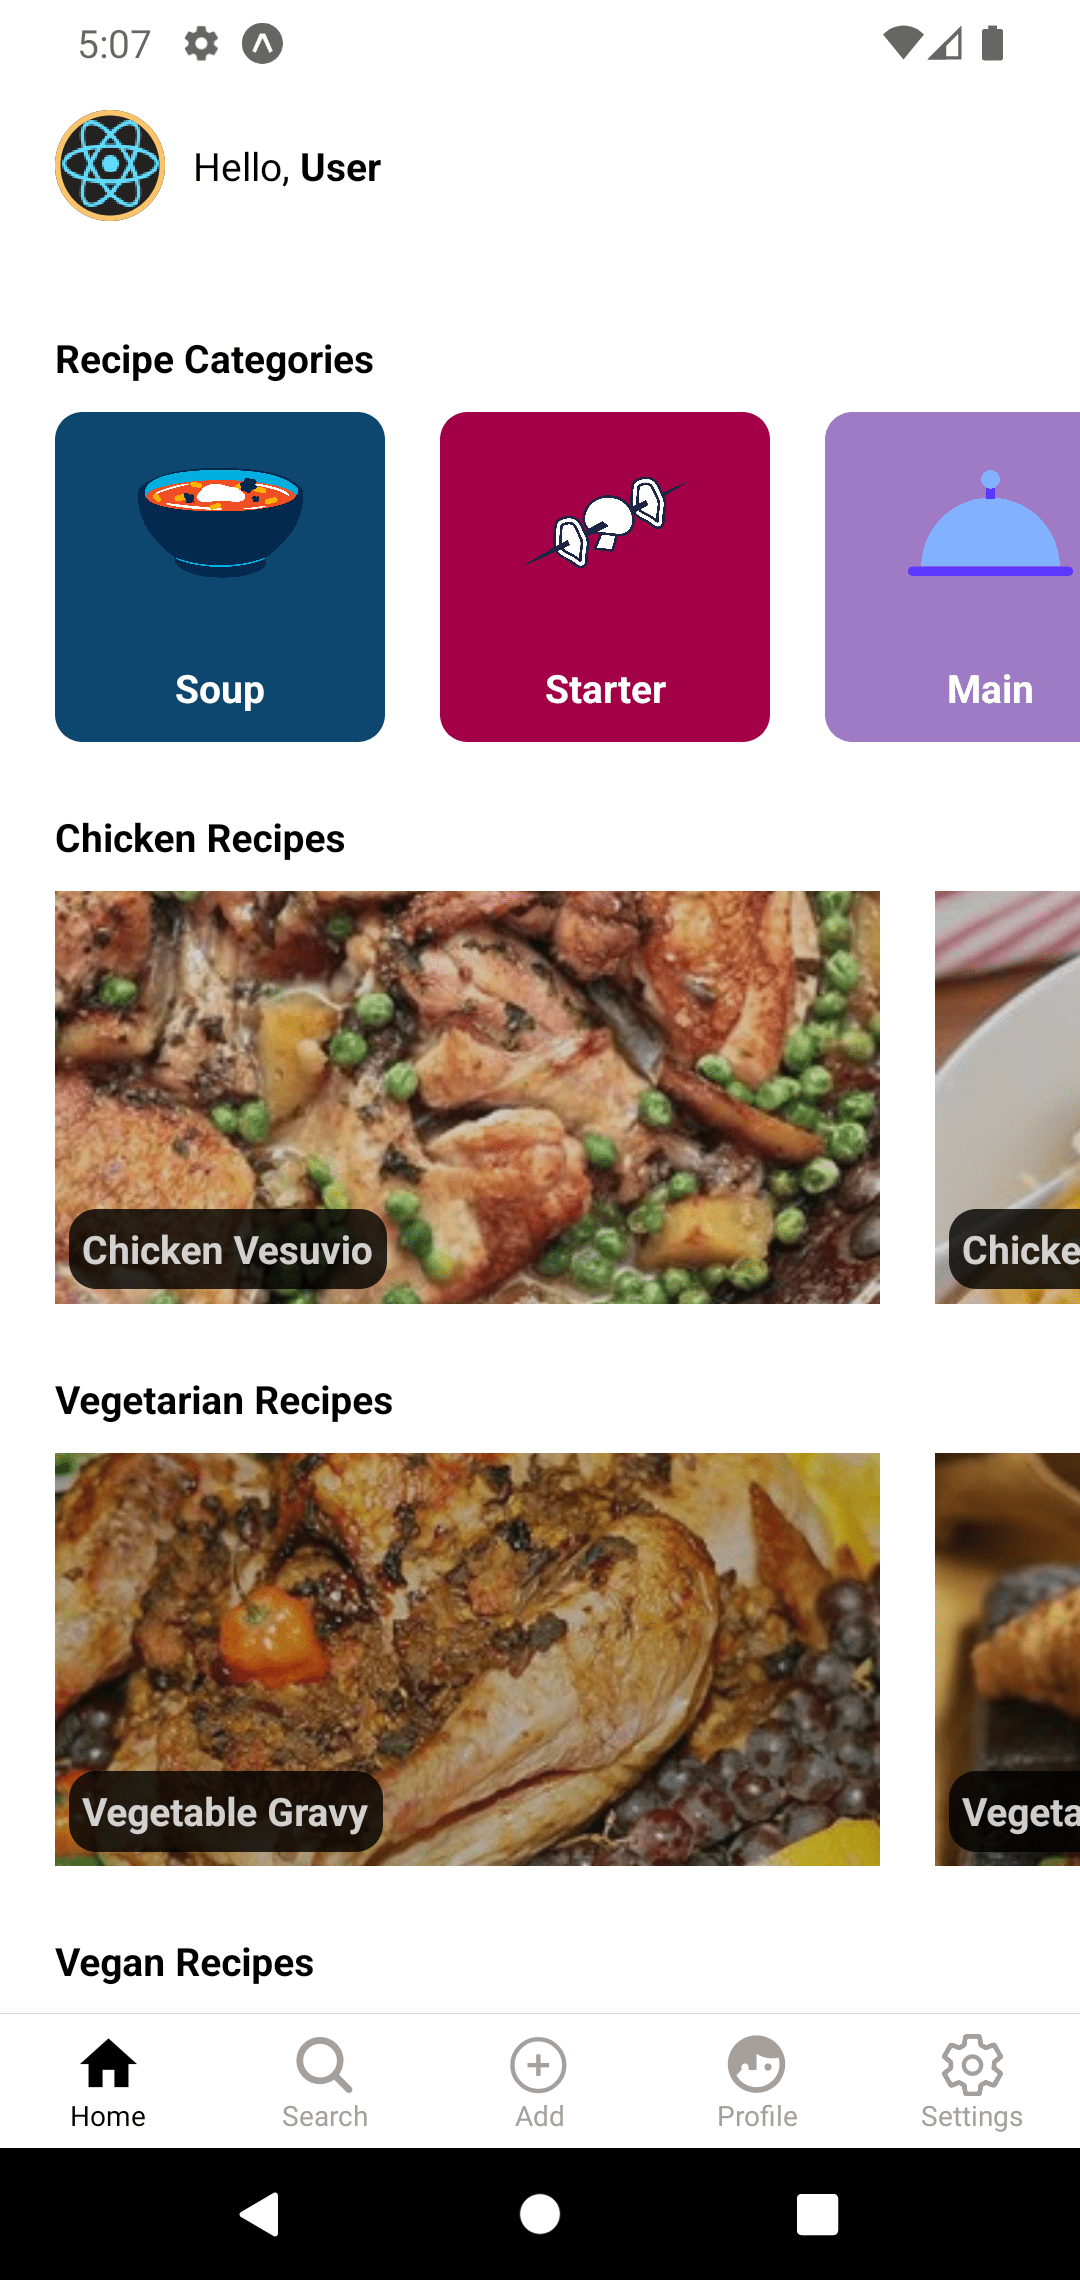 5:07
Hello, User
Recipe Categories
Soup
Starter
Main
Chicken Recipes
Chicken Vesuvio
Chicke
Vegetarian Recipes
Vegetable Gravy
Vegeta
Vegan Recipes
Home
Search
Add
Profile
Settings